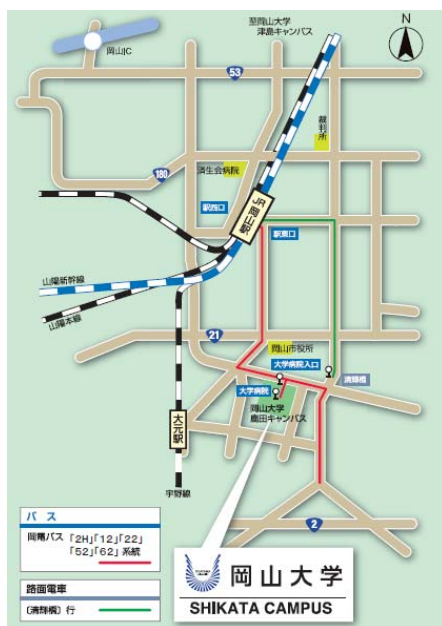 至岡山大学
津島キャンパス
N
岡山IC
53
裁判所
180
済生会病院
駅西口
JR岡山駅
駅東口
山陽新幹線
山陽本線
21
岡山市役所
大学病院入口
清輝橋
大学病院
岡山大学
鹿田キャンパス
大元駅
宇野線
2
バス
岡電バス「2H」「12」「22」
「52」「62」系統
路面電車
〔清輝橋〕行
岡山大学
SHIKATA CAMPUS